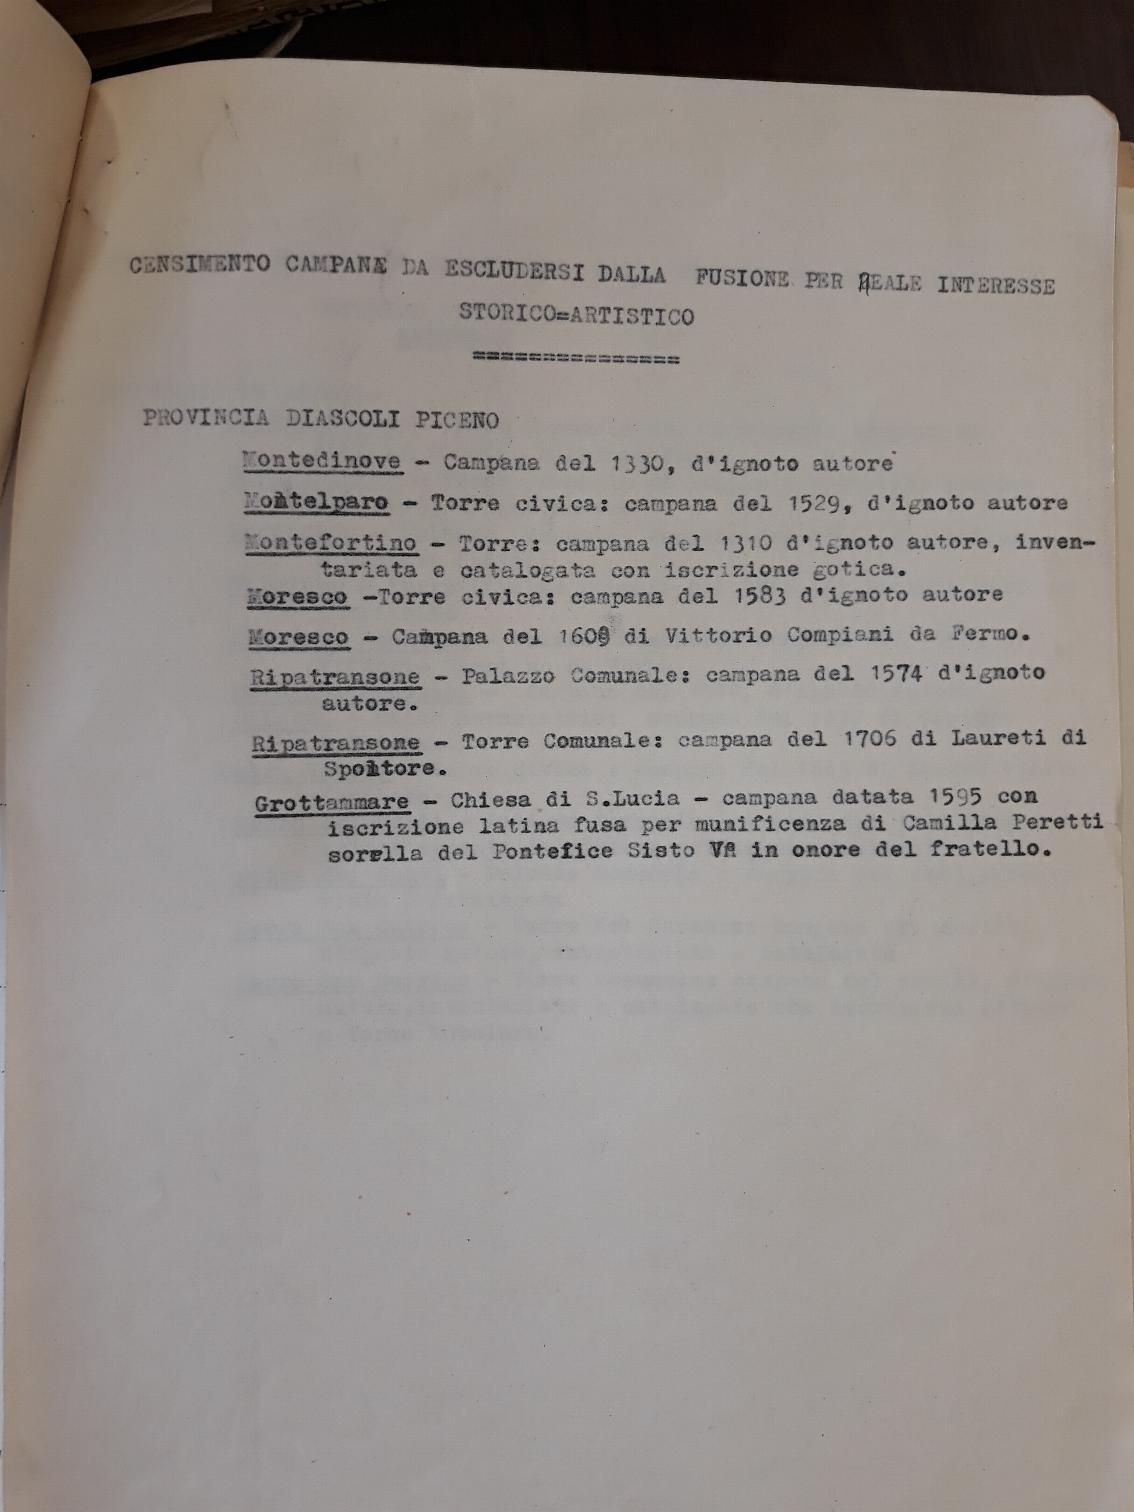 CENSIMENTO CAMPANE DA ESCLUDERSI DALLA FUSIONE PER REALE INTERESSE
STORICO=ARTISTICO
===============
PROVINCIA DIASCOLI PICENO
Montedinove - Campana del 1330, d'ignoto autore
Montelparo - Torre civica: campana del 1529, d'ignoto autore
Montefortino - Torre: campana del 1310 d'ignoto autore, inven-
tariata e catalogata con iscrizione gotica.
Moresco -Torre civica: campana del 1583 d'ignoto autore
Moresco - Campana del di Vittorio Compiani da Fermo.
Ripatransone - Palazzo Comunale: campana del 1574 d'ignoto
autore.
Ripatransone - Torre Comunale: campana del 1706 di Laureti di
Spoltore.
Grottammare - Chiesa di S.Lucia - campana datata 1595 con
iscrizione latina fusa per munificenza di Camilla Peretti
sorella del Pontefice Sisto V° in onore del fratello.